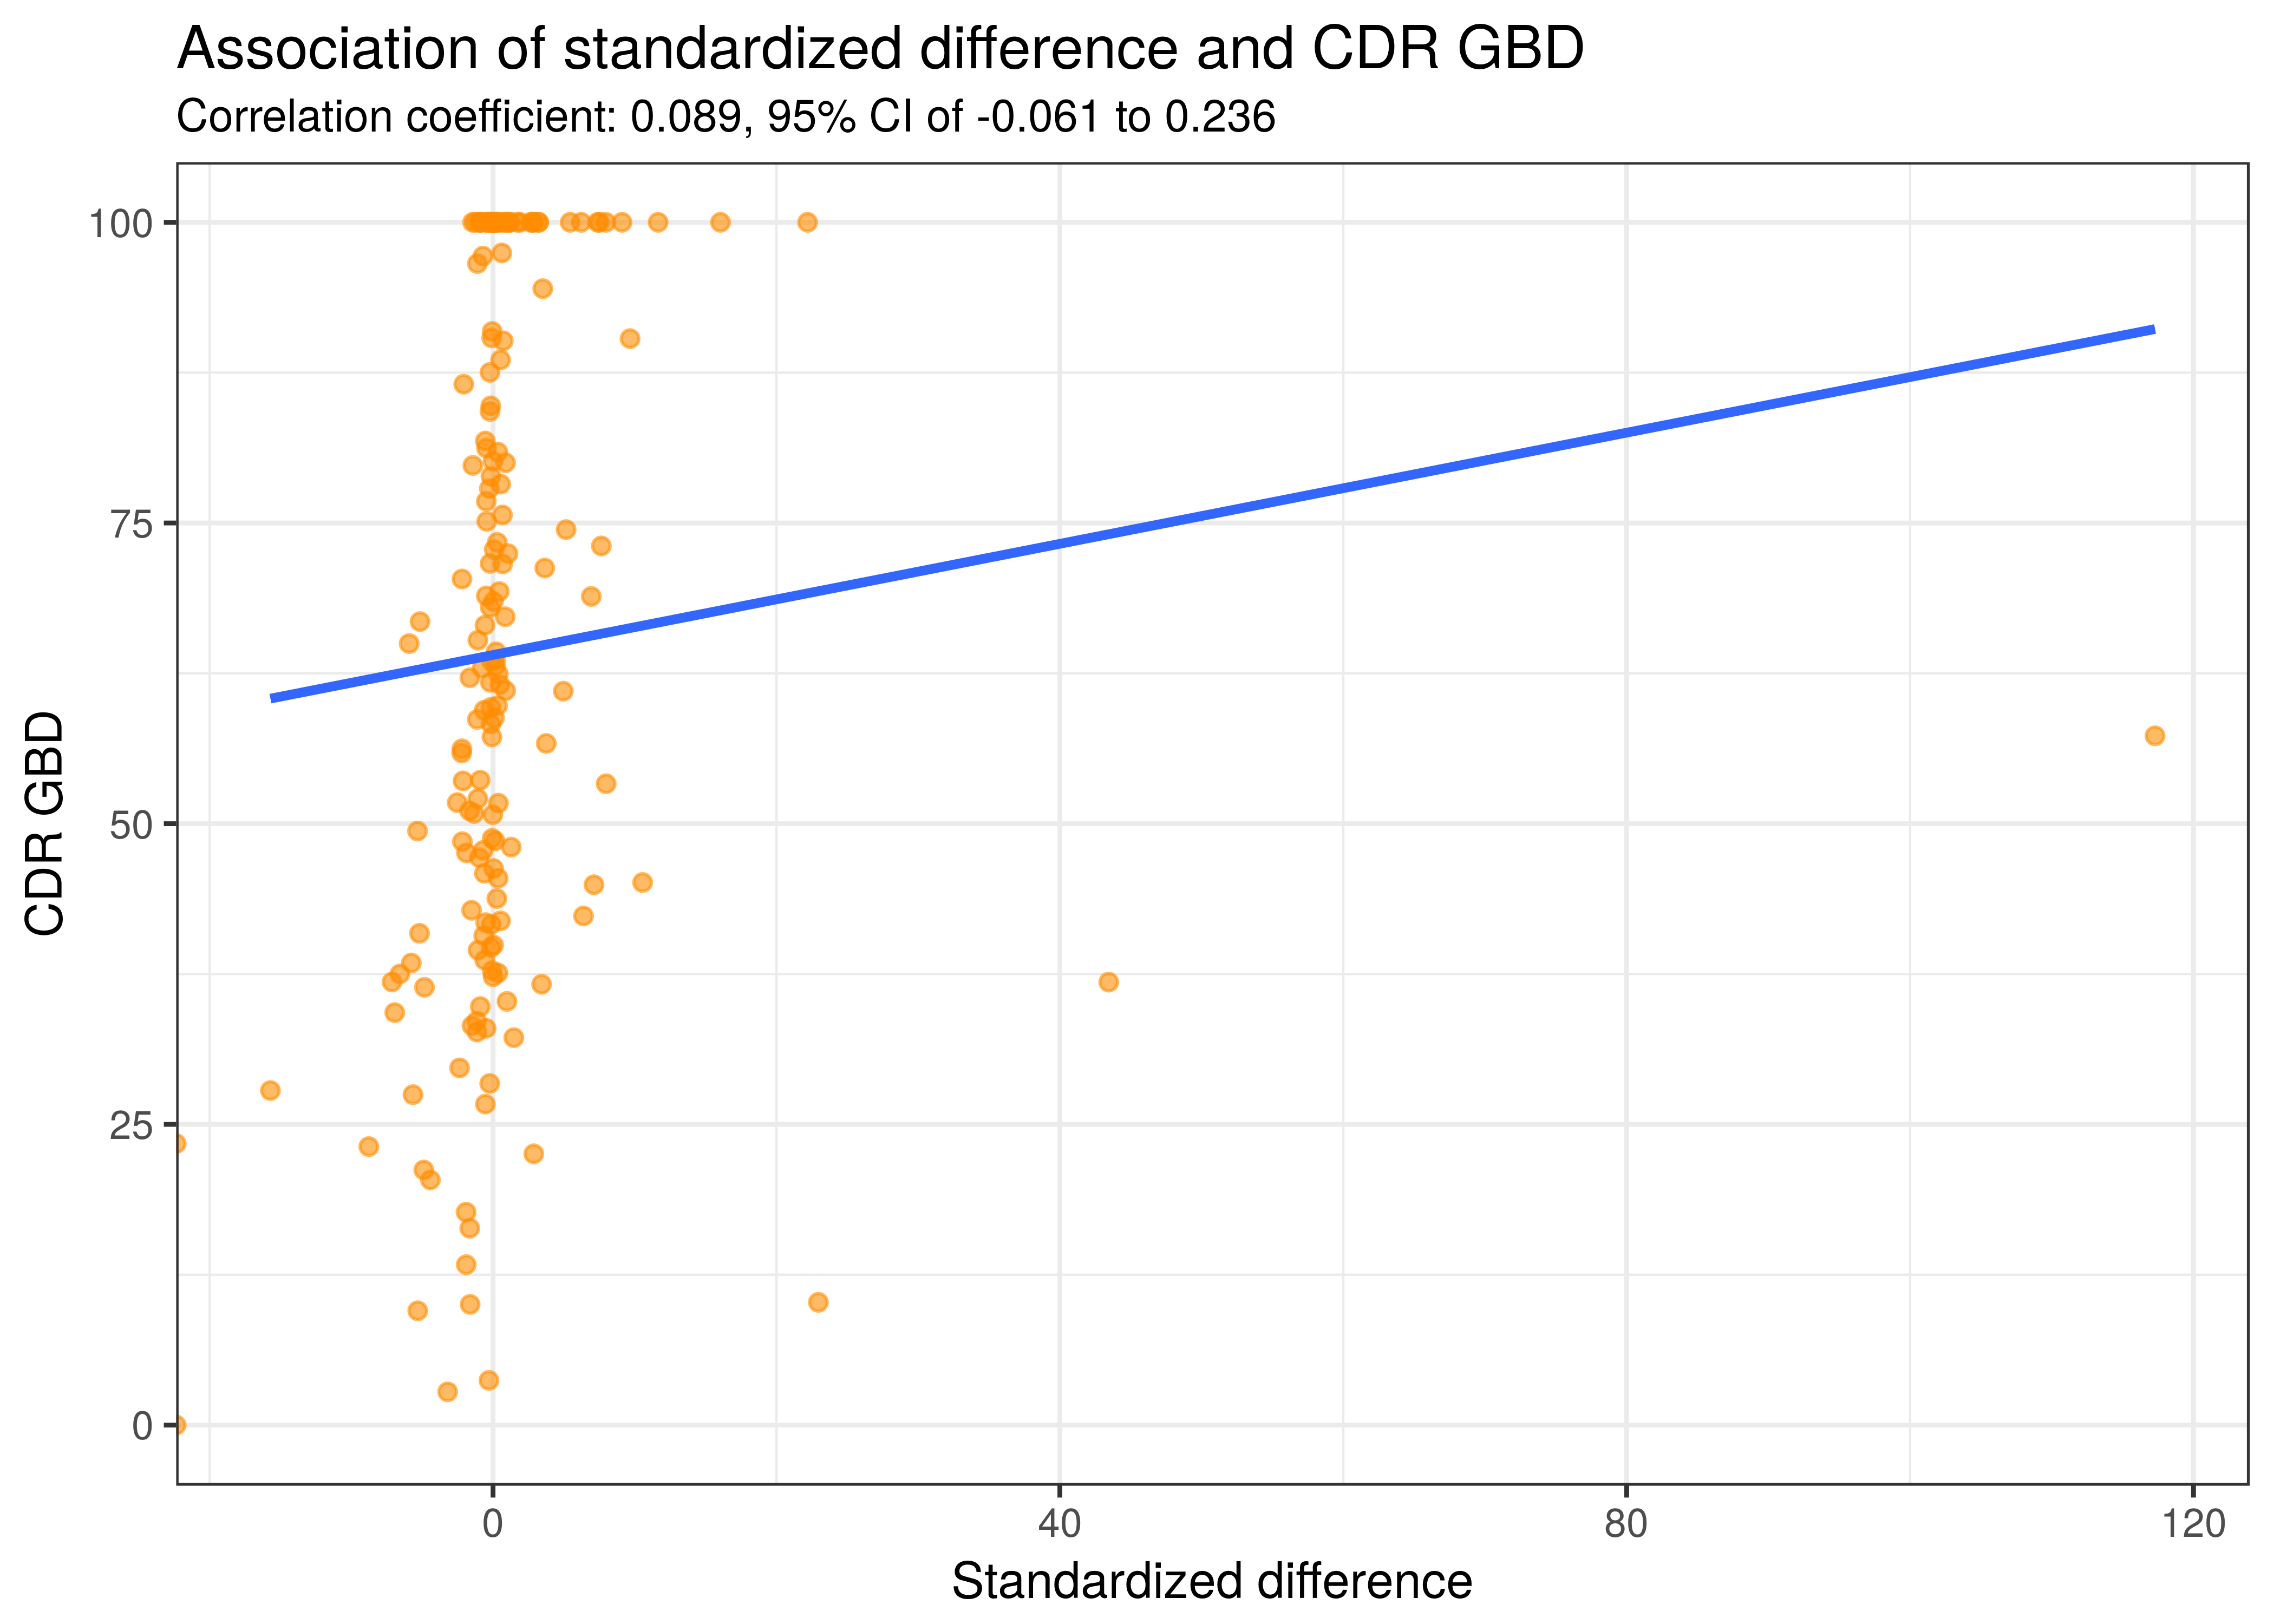 Association of standardized difference and CDR GBD
Correlation coefficient: 0.089, 95% CI of -0.061 to 0.236
100
75
50
25
0
CDR GBD
0 40 80 120
Standardized difference